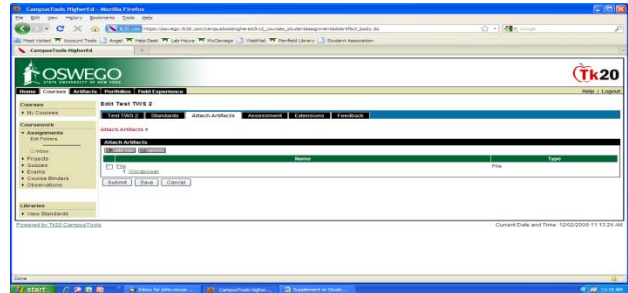 CampusTools HigherEd - Mozilla Firefox
File Edit View History Bookmarks Tools Help
Most Visited Account Tools Angel Help Desk Lab Hours MyOswego WebMail Penfield Library Student Association
CampusTools HigherEd
OSWEGO
STATE UNIVERSITY OF NEW YORK
Tk20
Home Courses Artifacts Portfolios Field Experience
Help | Logout
Courses
My Courses
Coursework
Assignments
Edit Folders
Inbox
Projects
Quizzes
Exams
Course Binders
Observations
Libraries
View Standards
Edit Test TWS 2
Test TWS 2 Standards Attach Artifacts Assessment Extensions Feedback
Attach Artifacts
Attach Artifacts
Name Type
File File
1. Wordpower
Submit Save Cancel
Powered by Tk20 CampusTools
Current Date and Time: 12/02/2009 11:13:26 AM
Done
start
CampusTools Higher...
Supplement to Stude...